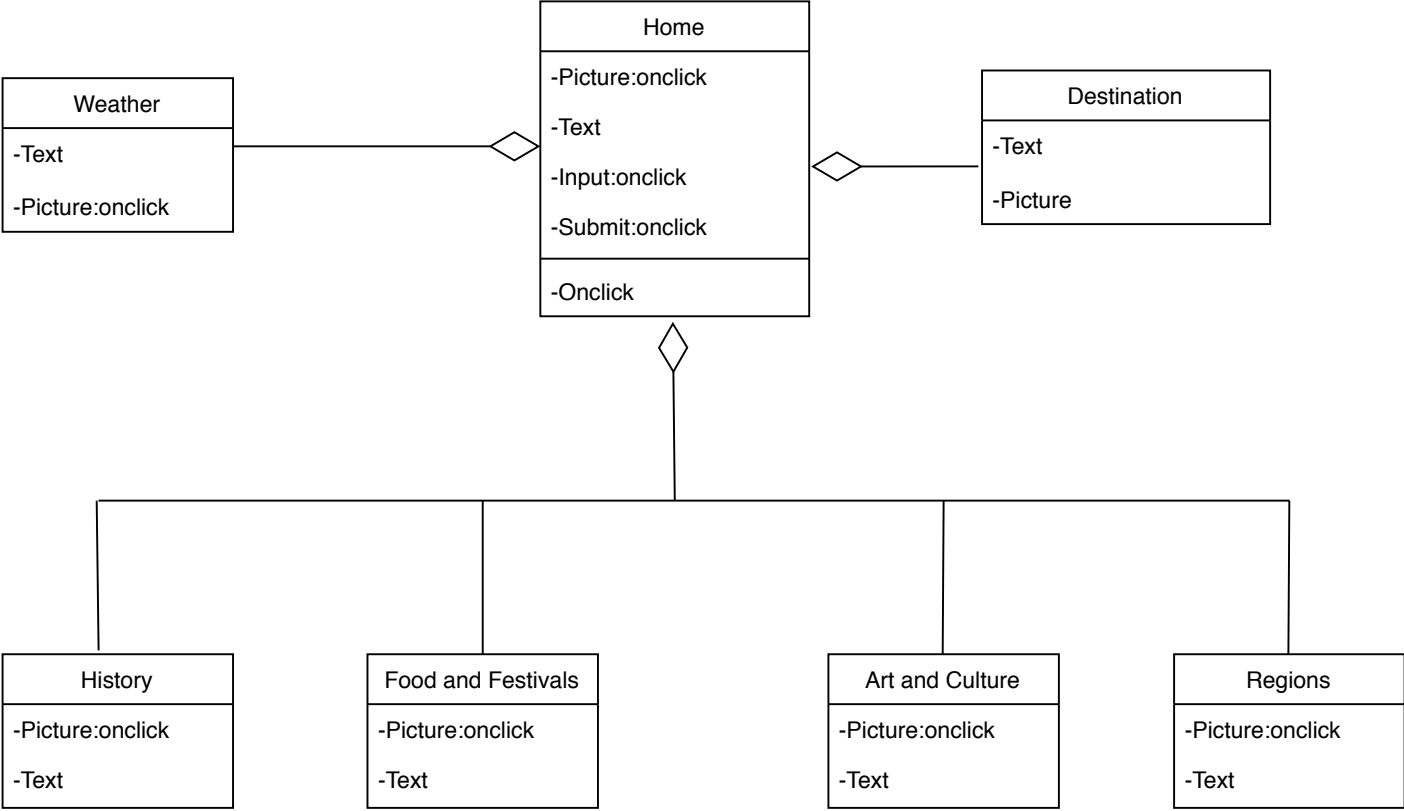 Home
-Picture:onclick
-Text
-Input:onclick
-Submit:onclick
-Onclick
Weather
-Text
-Picture:onclick
Destination
-Text
-Picture
History
-Picture:onclick
-Text
Food and Festivals
-Picture:onclick
-Text
Art and Culture
-Picture:onclick
-Text
Regions
-Picture:onclick
-Text